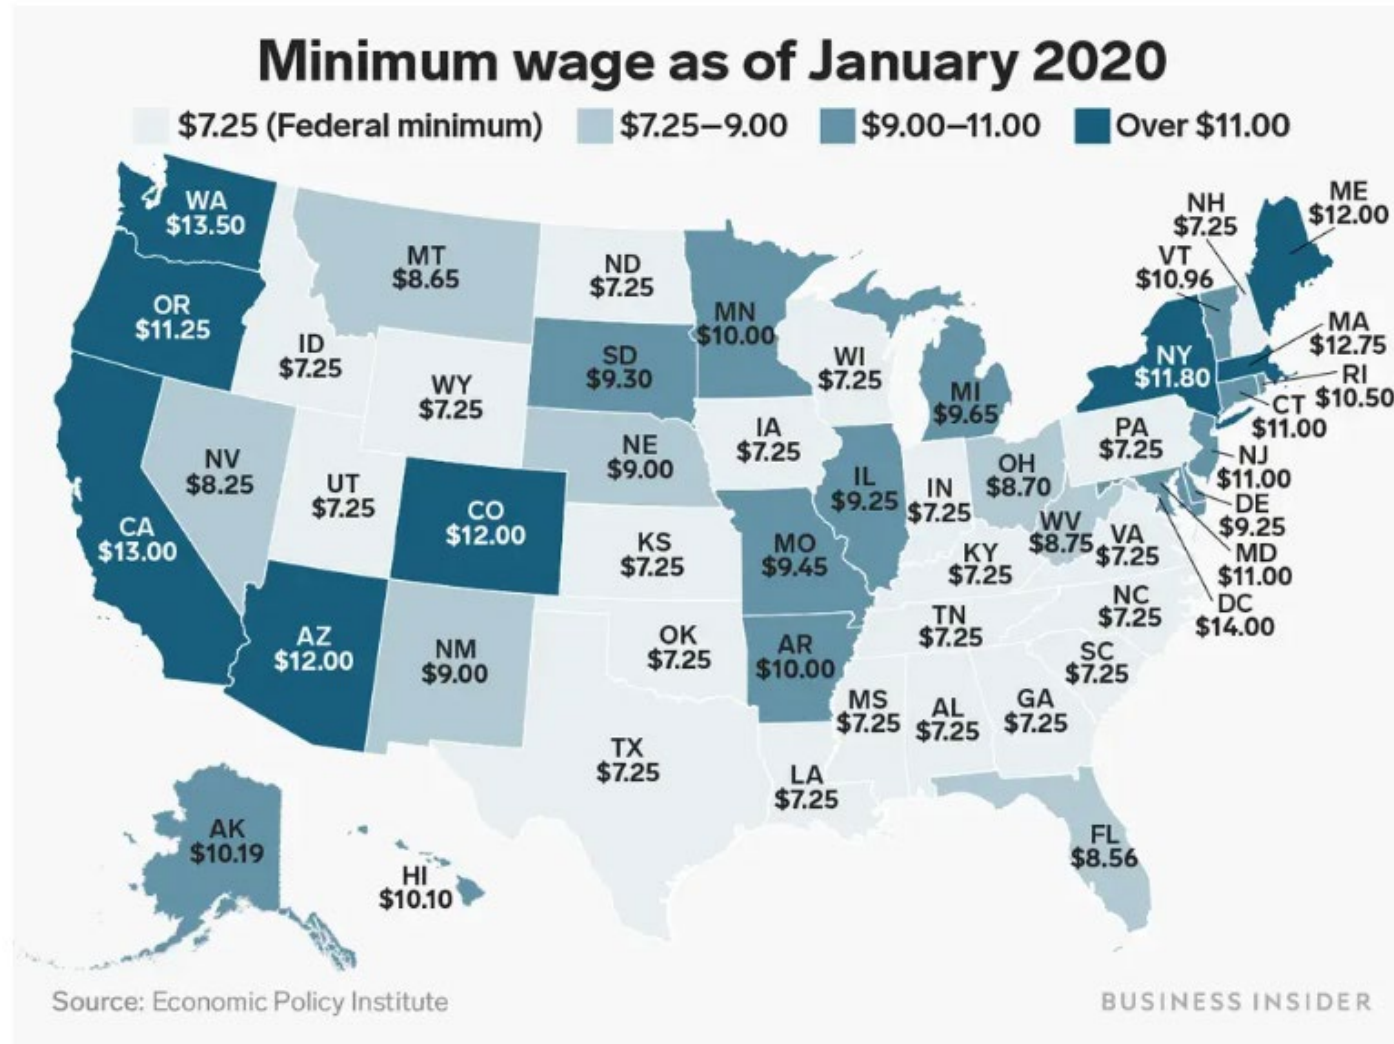 Minimum wage as of January 2020
$7.25 (Federal minimum)
$7.25–9.00
$9.00–11.00
Over $11.00
WA
$13.50
OR
$11.25
CA
$13.00
NV
$8.25
ID
$7.25
MT
$8.65
WY
$7.25
UT
$7.25
CO
$12.00
AZ
$12.00
NM
$9.00
ND
$7.25
SD
$9.30
NE
$9.00
KS
$7.25
OK
$7.25
TX
$7.25
MN
$10.00
IA
$7.25
MO
$9.45
AR
$10.00
LA
$7.25
WI
$7.25
IL
$9.25
MI
$9.65
IN
$7.25
OH
$8.70
KY
$7.25
TN
$7.25
MS
$7.25
AL
$7.25
GA
$7.25
FL
$8.56
SC
$7.25
NC
$7.25
VA
$7.25
WV
$8.75
PA
$7.25
NY
$11.80
VT
$10.96
NH
$7.25
ME
$12.00
MA
$12.75
RI
$10.50
CT
$11.00
NJ
$11.00
DE
$9.25
MD
$11.00
DC
$14.00
AK
$10.19
HI
$10.10
Source: Economic Policy Institute
BUSINESS INSIDER